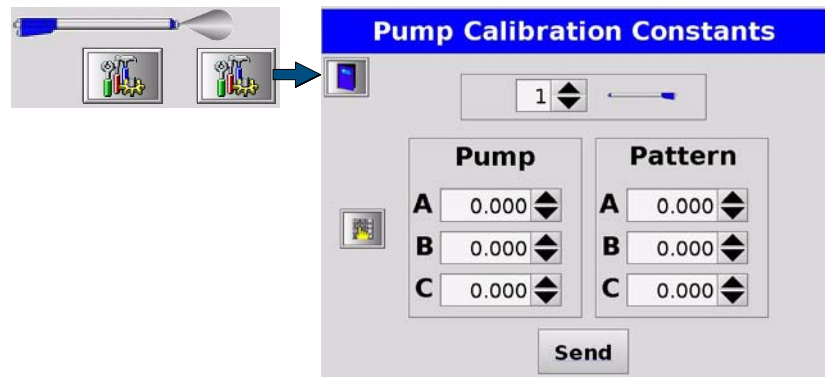 Pump Calibration Constants
1
Pump Pattern
A 0.000 A 0.000
B 0.000 B 0.000
C 0.000 C 0.000
Send